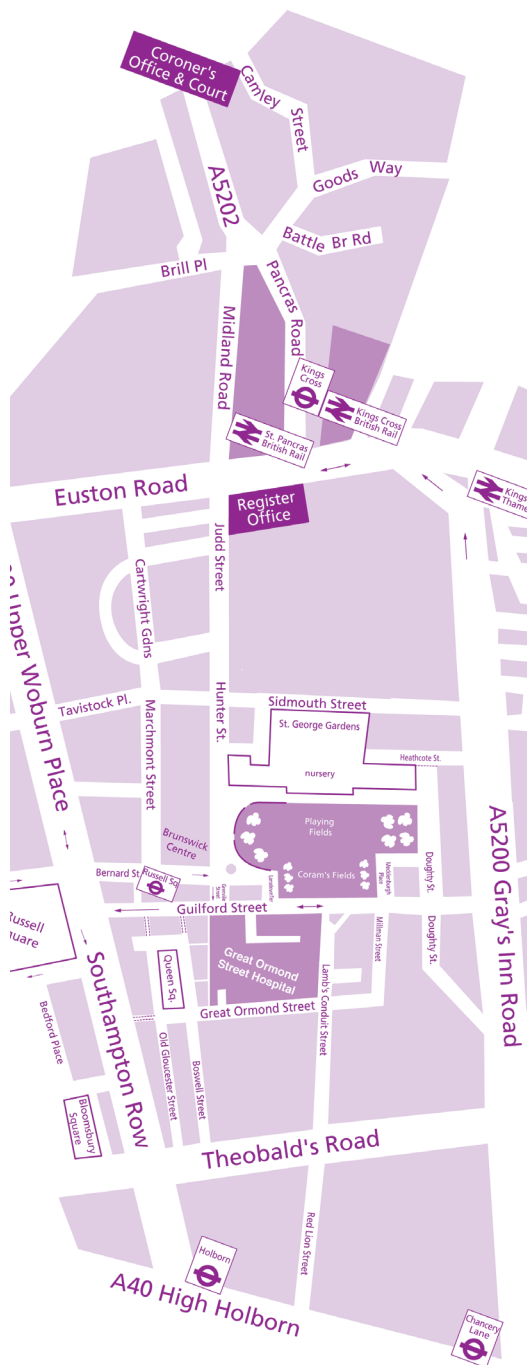 Coroner's
Office & Court
Camley
Street
A5202
Goods Way
Battle Br Rd
Brill Pl
Pancras Road
Midland Road
Kings
Cross
Kings Cross
British Rail
St. Pancras
British Rail
Euston Road
Kings
Thame
Register
Office
Judd Street
Cartwright Gdns
Upper Woburn Place
Hunter St.
Sidmouth Street
Tavistock Pl.
Marchmont Street
St. George Gardens
Heathcote St.
nursery
A5200 Gray's Inn Road
Playing
Fields
Brunswick
Centre
Doughty St.
Bernard St.
Russell Sq.
Coram's Fields
Mecklenburgh
Place
Guilford Street
Russell
quare
Doughty St.
Millman Street
Great Ormond
Street Hospital
Queen Sq.
Southampton Row
Lamb's Conduit Street
Great Ormond Street
Bedford Place
Old Gloucester Street
Boswell Street
Bloomsbury
Square
Theobald's Road
Red Lion Street
Holborn
A40 High Holborn
Chancery
Lane